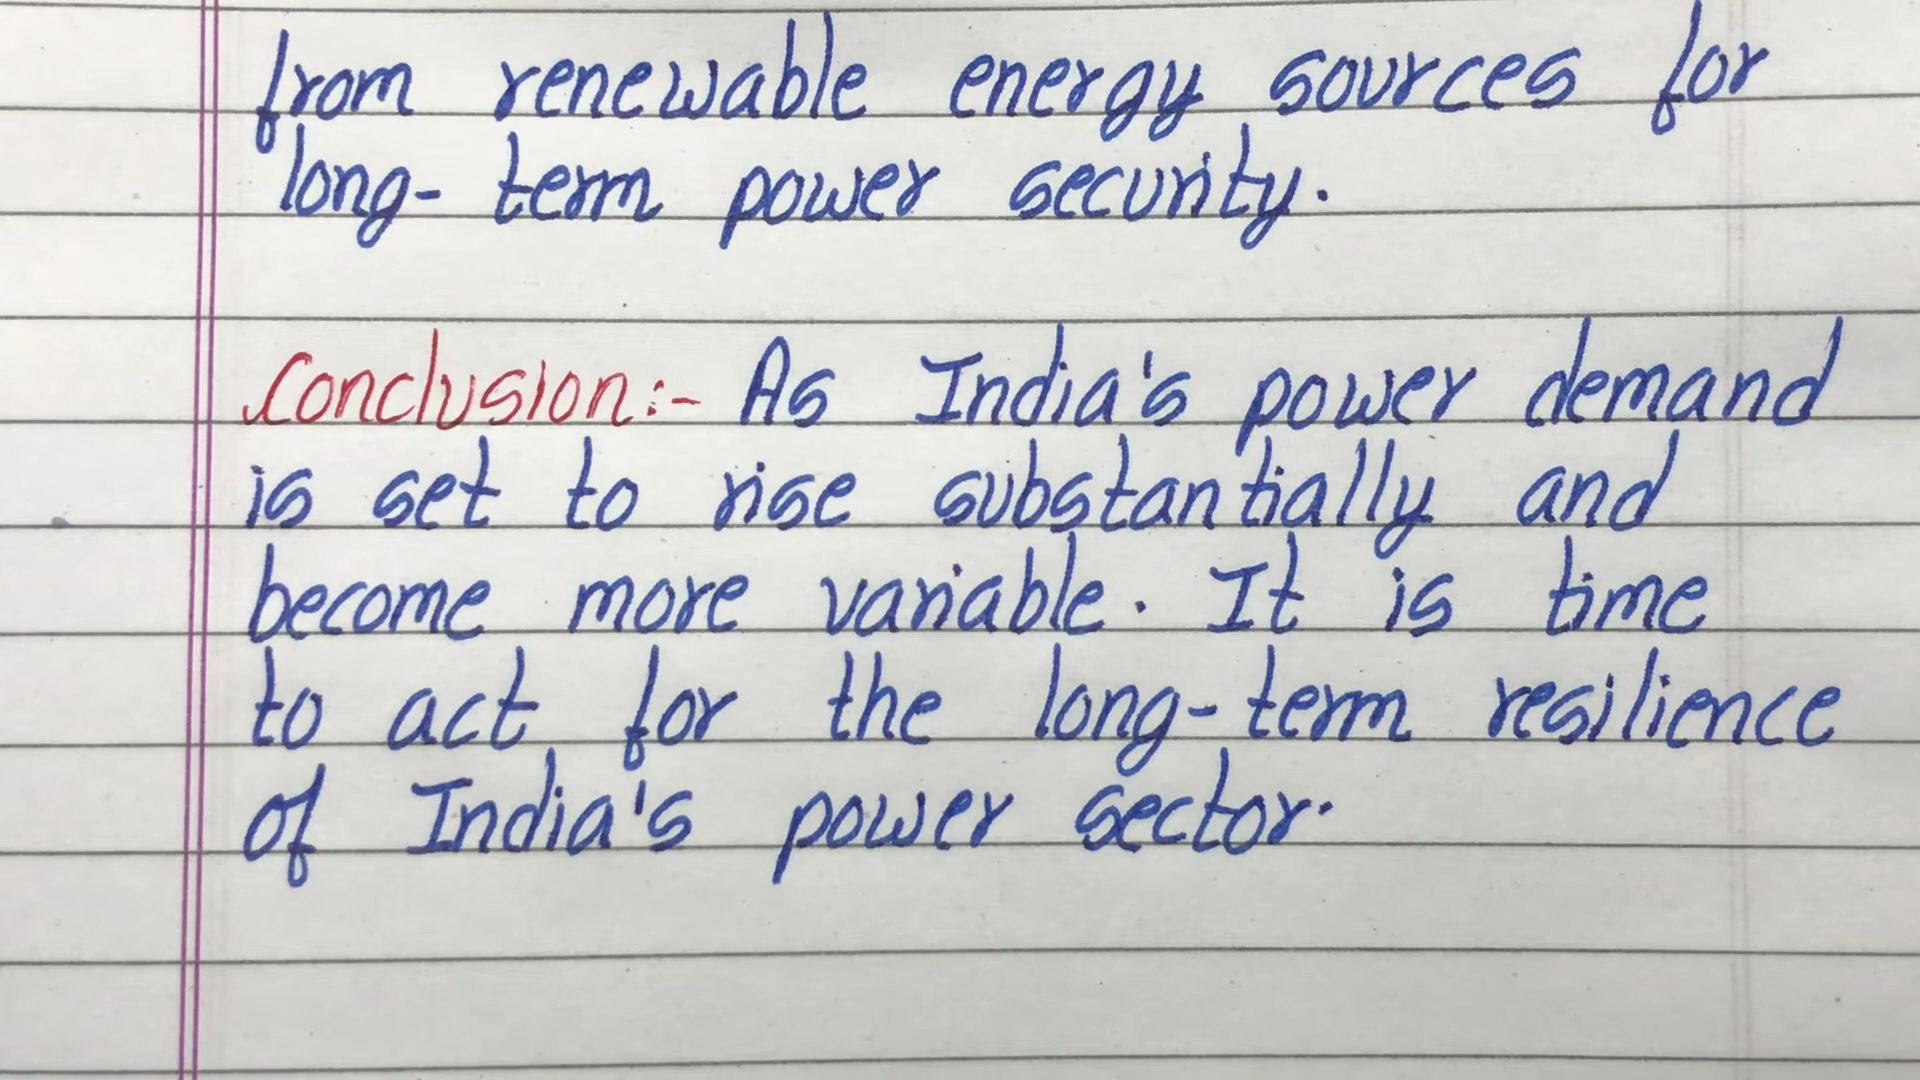 from renewable energy sources for
long-term power security.
Conclusion:- As India's power demand
is set to rise substantially and
become more variable. It is time
to act for the long-term resilience
of India's power sector.